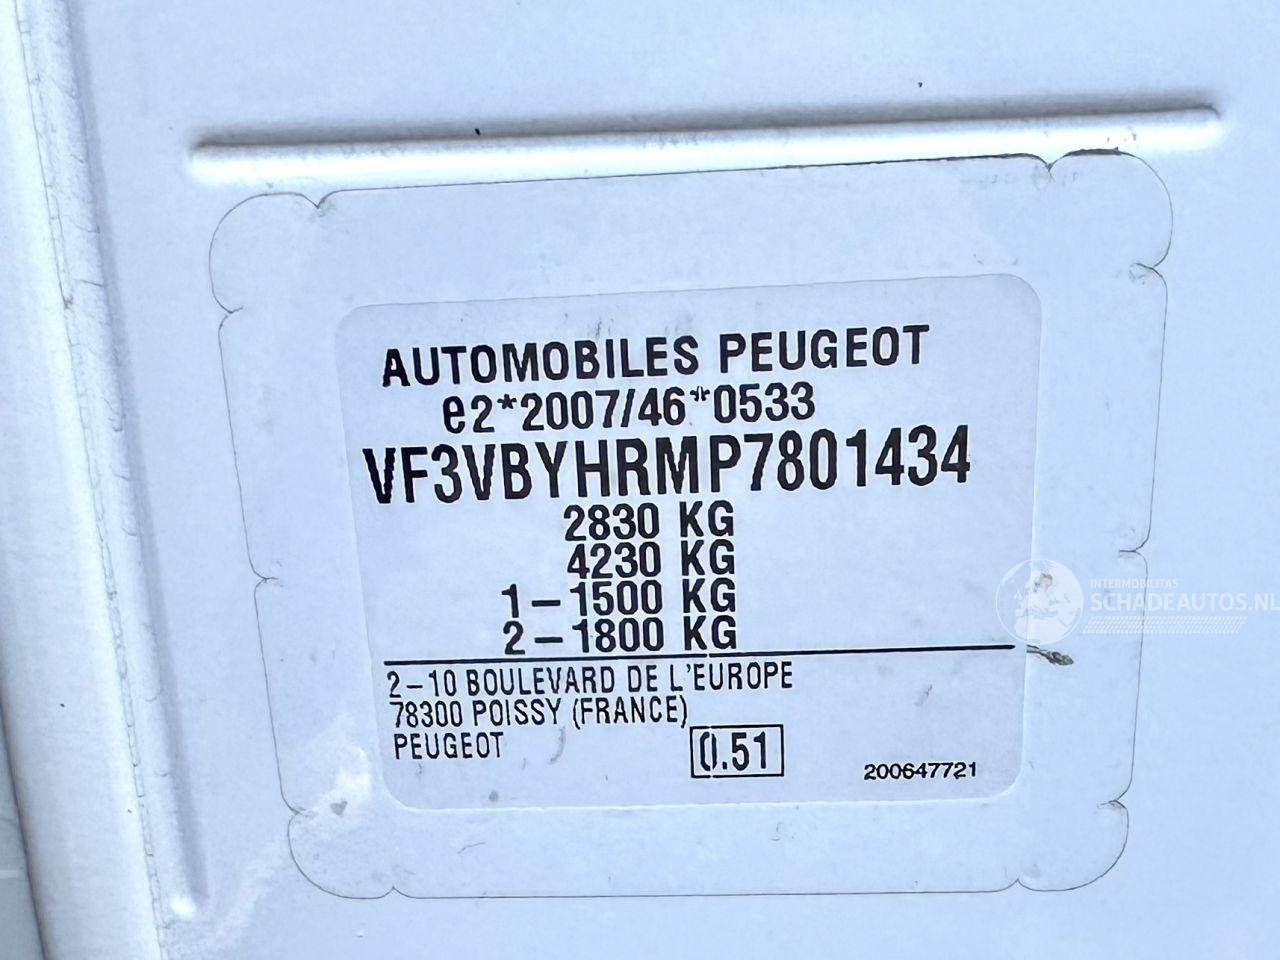 AUTOMOBILES PEUGEOT
e2*2007/46*0533
VF3VBYHRMP7801434
2830 KG
4230 KG
1-1500 KG
2-1800 KG
2-10 BOULEVARD DE L'EUROPE
78300 POISSY (FRANCE)
PEUGEOT
0.51
200647721
INTERMOBILITAS
SCHADEAUTOS.NL